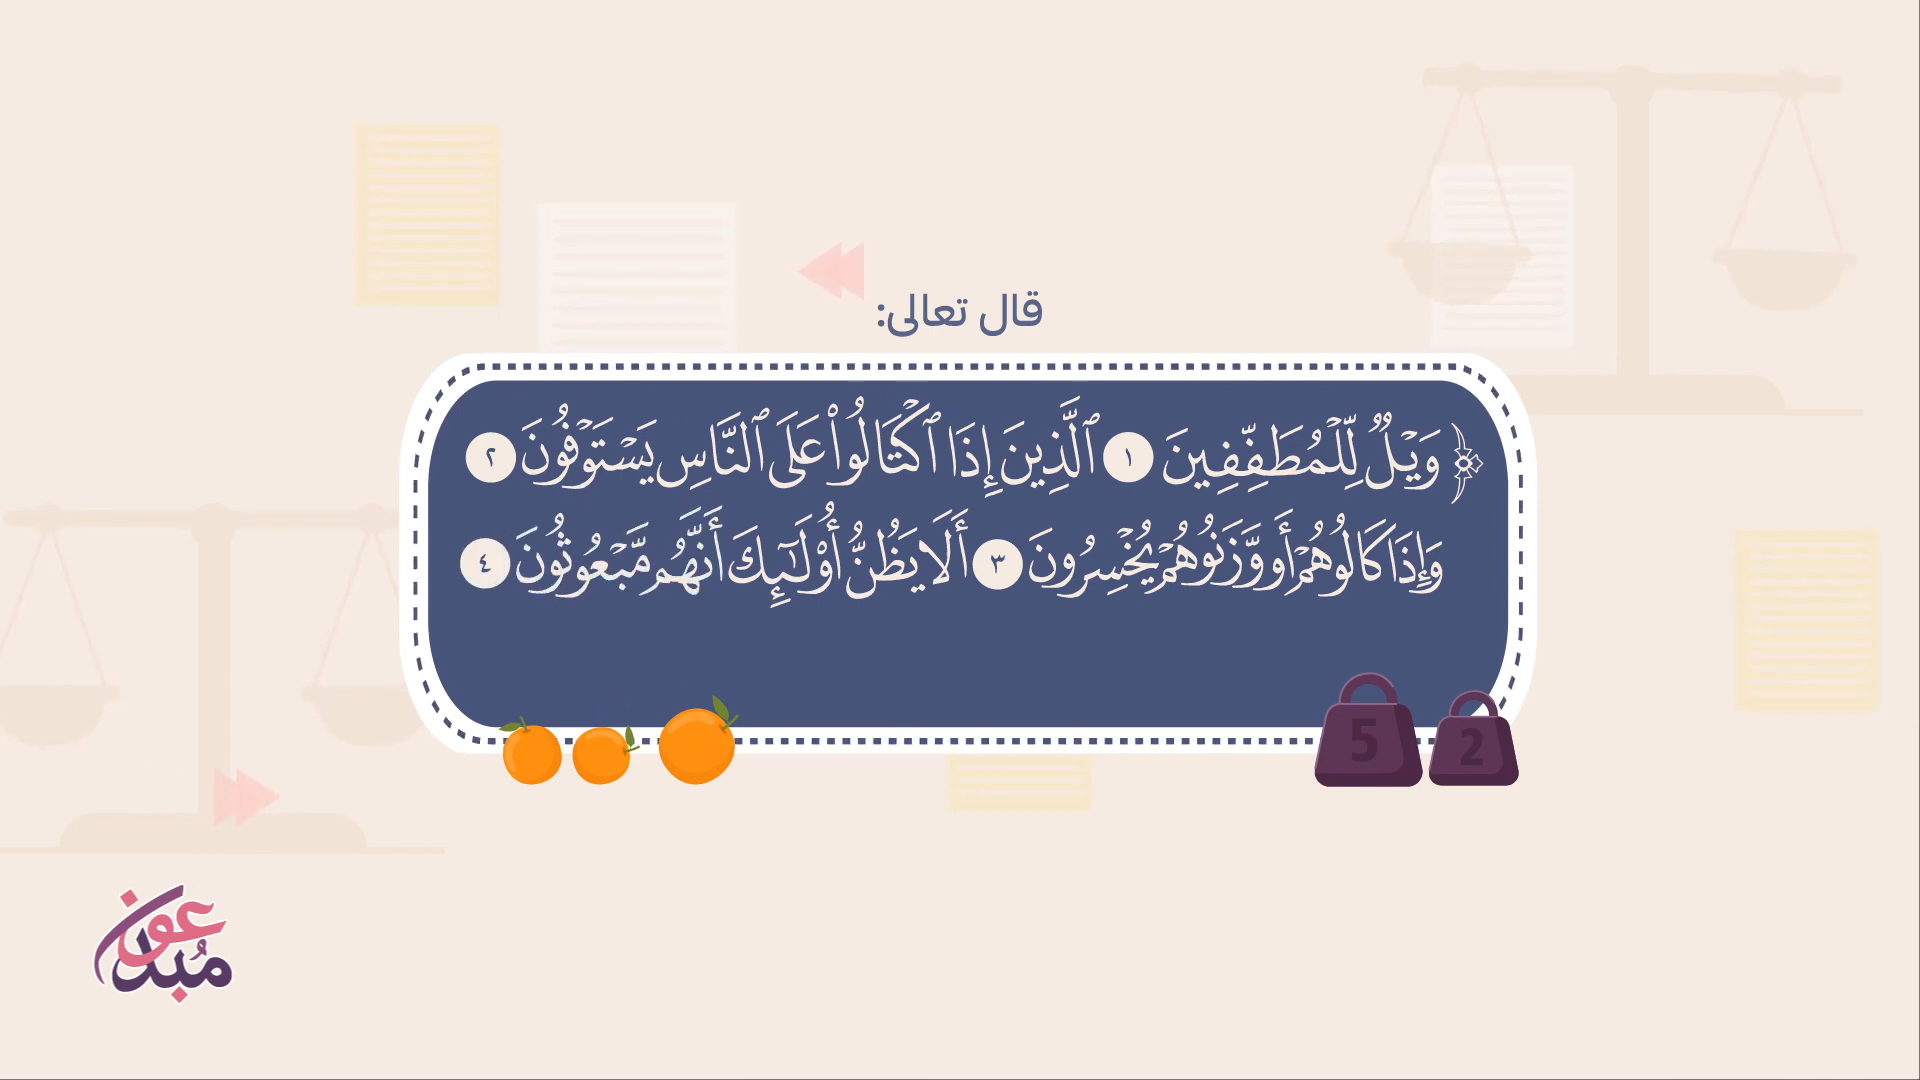 قال تعالى:
﴿وَيْلٌ لِّلْمُطَفِّفِينَ ١ ٱلَّذِينَ إِذَا ٱكْتَالُوا۟ عَلَى ٱلنَّاسِ يَسْتَوْفُونَ ٢
وَإِذَا كَالُوهُمْ أَو وَّزَنُوهُمْ يُخْسِرُونَ ٣ أَلَا يَظُنُّ أُو۟لَـٰٓئِكَ أَنَّهُم مَّبْعُوثُونَ ٤
5
2
مُبدعون